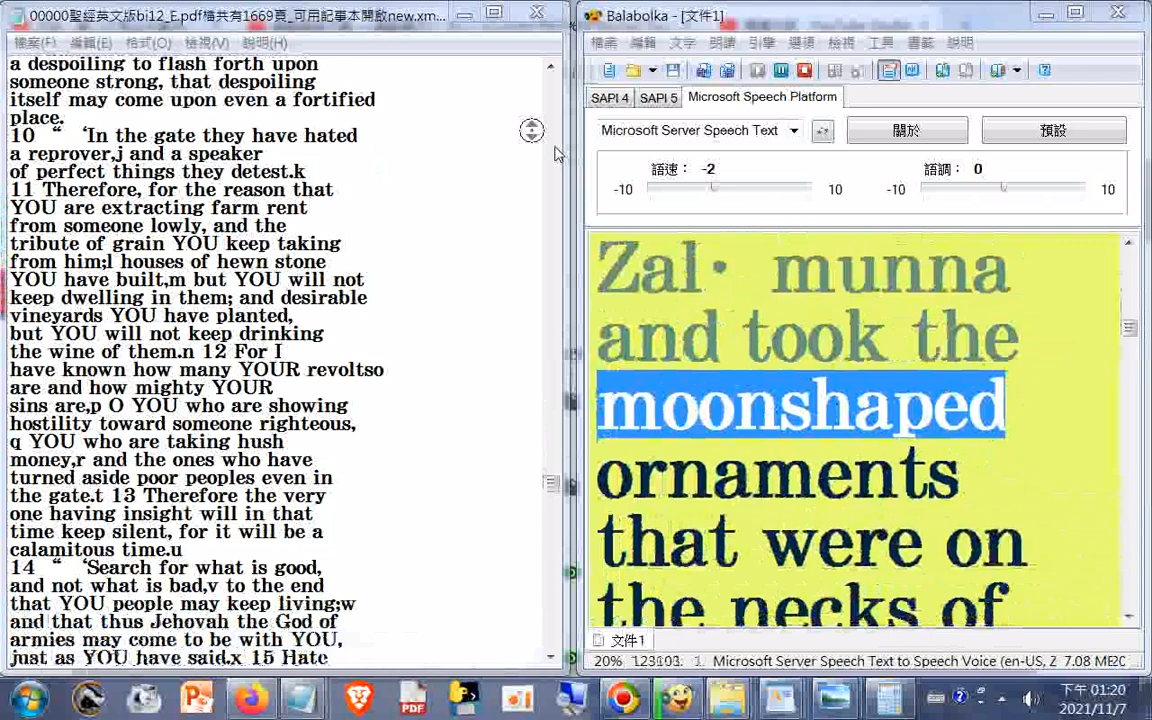 00000聖經英文版bi12_E.pdf檔共有1669頁_可用記事本開啟new.xm...
檔案(F) 編輯(E) 格式(O) 檢視(V) 說明(H)
a despoiling to flash forth upon
someone strong, that despoiling
itself may come upon even a fortified
place.
10 “ ‘In the gate they have hated
a reprover,j and a speaker
of perfect things they detest.k
11 Therefore, for the reason that
YOU are extracting farm rent
from someone lowly, and the
tribute of grain YOU keep taking
from him;l houses of hewn stone
YOU have built,m but YOU will not
keep dwelling in them; and desirable
vineyards YOU have planted,
but YOU will not keep drinking
the wine of them.n 12 For I
have known how many YOUR revoltso
are and how mighty YOUR
sins are,p O YOU who are showing
hostility toward someone righteous,
q YOU who are taking hush
money,r and the ones who have
turned aside poor peoples even in
the gate.t 13 Therefore the very
one having insight will in that
time keep silent, for it will be a
calamitous time.u
14 “ ‘Search for what is good,
and not what is bad,v to the end
that YOU people may keep living;w
and that thus Jehovah the God of
armies may come to be with YOU,
just as YOU have said.x 15 Hate
Balabolka - [文件1]
檔案 編輯 文字 朗讀 引擎 選項 檢視 工具 書籤 說明
SAPI 4 SAPI 5 Microsoft Speech Platform
Microsoft Server Speech Text 關於 預設
語速： -2 語調： 0
-10 10 -10 10
Zal· munna
and took the
moonshaped
ornaments
that were on
the necks of
文件1
20% 123103: 1. Microsoft Server Speech Text to Speech Voice (en-US, Z 7.08 ME
PDF
下午 01:20
2021/11/7